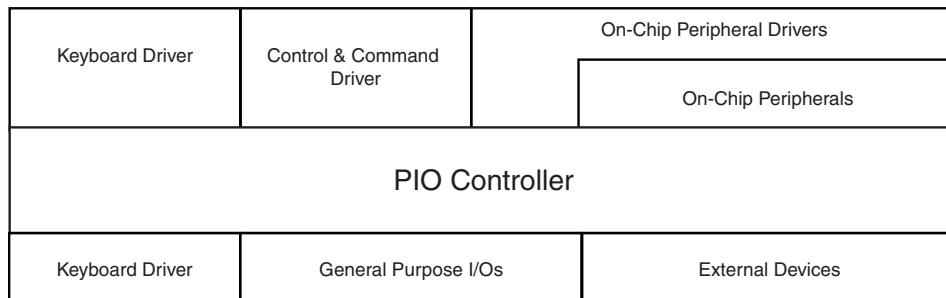 Keyboard Driver
Control & Command
Driver
On-Chip Peripheral Drivers
On-Chip Peripherals
PIO Controller
Keyboard Driver
General Purpose I/Os
External Devices